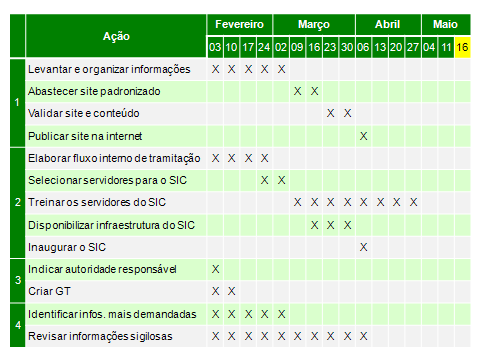 Ação Fevereiro Março Abril Maio
03 10 17 24 02 09 16 23 30 06 13 20 27 04 11 16
1
Levantar e organizar informações X X X X X
Abastecer site padronizado X X
Validar site e conteúdo X X
Publicar site na internet X
2
Elaborar fluxo interno de tramitação X X X X
Selecionar servidores para o SIC X X
Treinar os servidores do SIC X X X X X X X X
Disponibilizar infraestrutura do SIC X X X
Inaugurar o SIC X
3
Indicar autoridade responsável X
Criar GT X X
4
Identificar infos. mais demandadas X X X X X
Revisar informações sigilosas X X X X X X X X X X